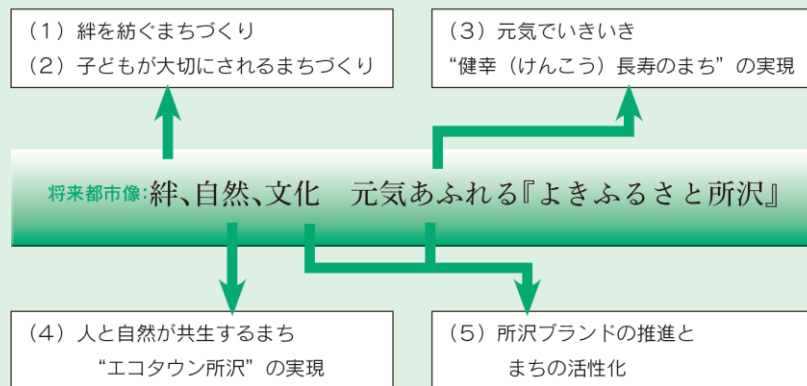 (1) 絆を紡ぐまちづくり
(2) 子どもが大切にされるまちづくり
(3) 元気でいきいき
“健幸（けんこう）長寿のまち”の実現
将来都市像:絆、自然、文化　元気あふれる『よきふるさと所沢』
(4) 人と自然が共生するまち
“エコタウン所沢”の実現
(5) 所沢ブランドの推進と
まちの活性化